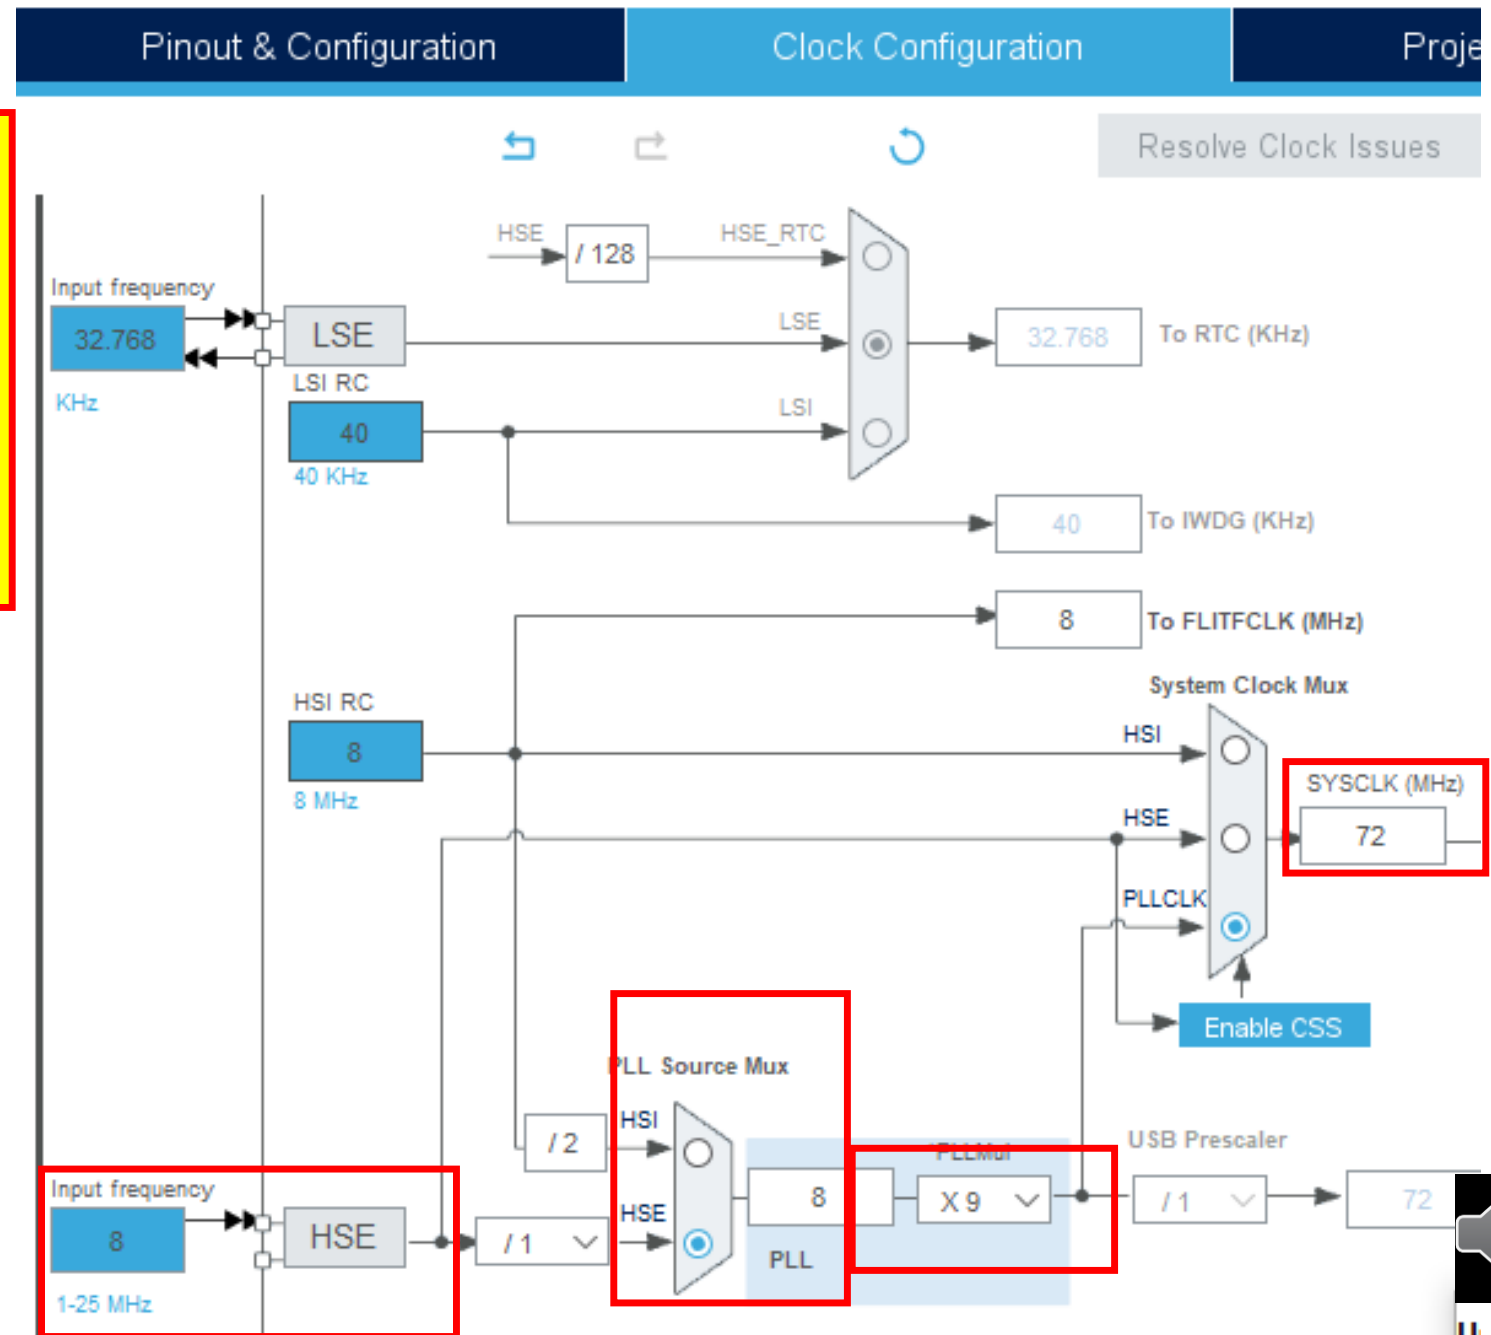 Pinout & Configuration
Clock Configuration
Proje
Resolve Clock Issues
HSE
/ 128
HSE_RTC
Input frequency
32.768
KHz
LSE
LSE
32.768
To RTC (KHz)
LSI RC
40
40 KHz
LSI
40
To IWDG (KHz)
8
To FLITFCLK (MHz)
System Clock Mux
HSI RC
8
8 MHz
HSI
SYSCLK (MHz)
HSE
72
PLLCLK
Enable CSS
PLL Source Mux
HSI
/ 2
USB Prescaler
Input frequency
8
1-25 MHz
HSE
/ 1
HSE
8
PLL
X 9
/ 1
72